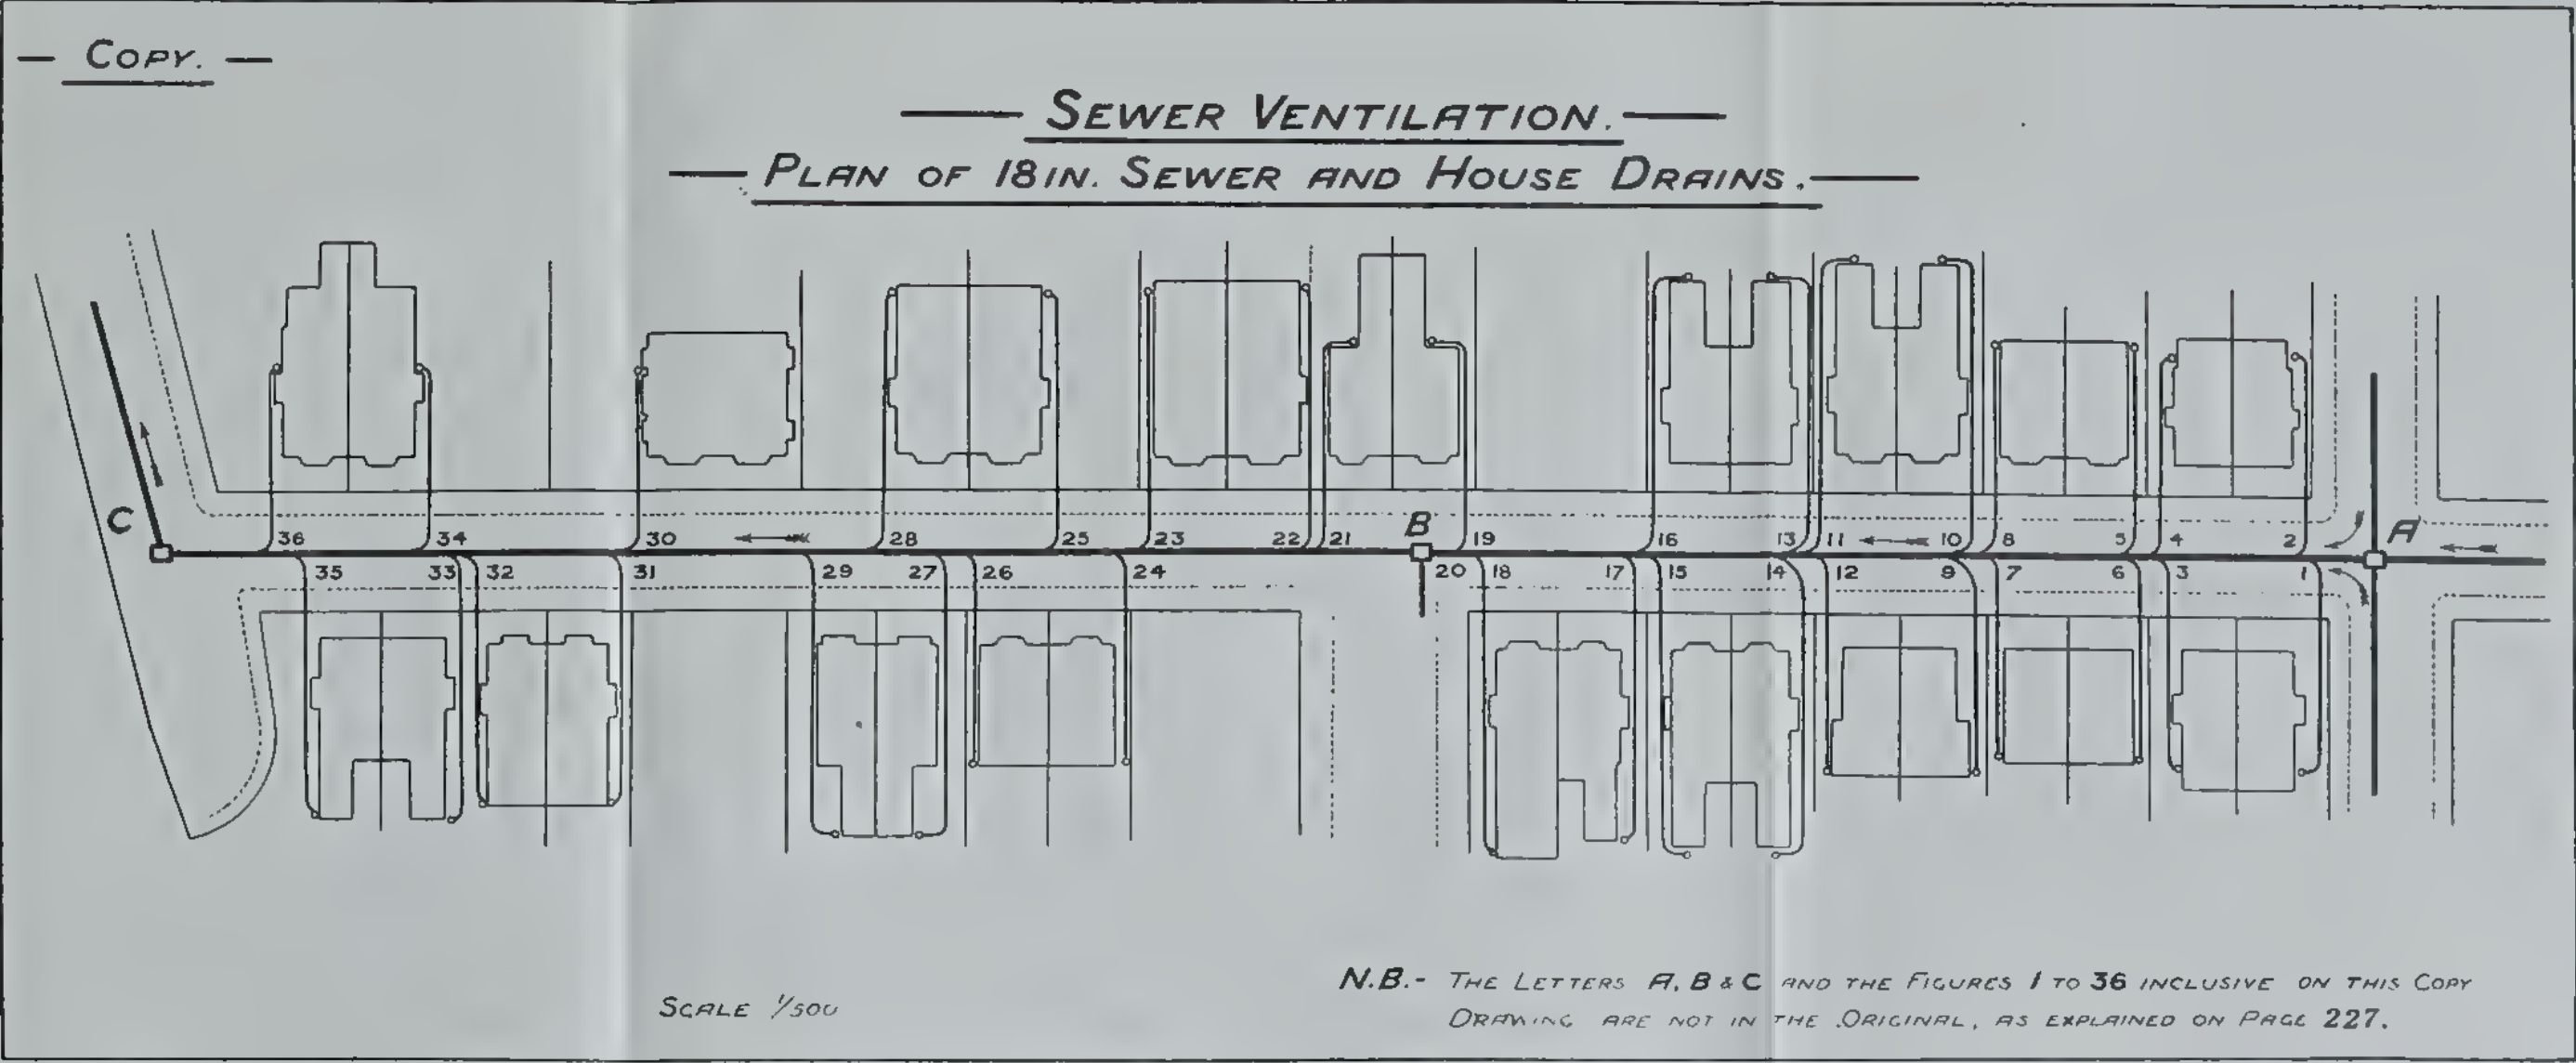 — COPY. —
— SEWER VENTILATION. —
— PLAN OF 18IN. SEWER AND HOUSE DRAINS. —
C
B
A
36 34 30 28 25 23 22 21 19 16 13 11 10 8 5 4 2
35 33 32 31 29 27 26 24 20 18 17 15 14 12 9 7 6 3 1
SCALE 1/500
N.B.- THE LETTERS A, B & C AND THE FIGURES 1 TO 36 INCLUSIVE ON THIS COPY
DRAWING ARE NOT IN THE ORIGINAL, AS EXPLAINED ON PAGE 227.